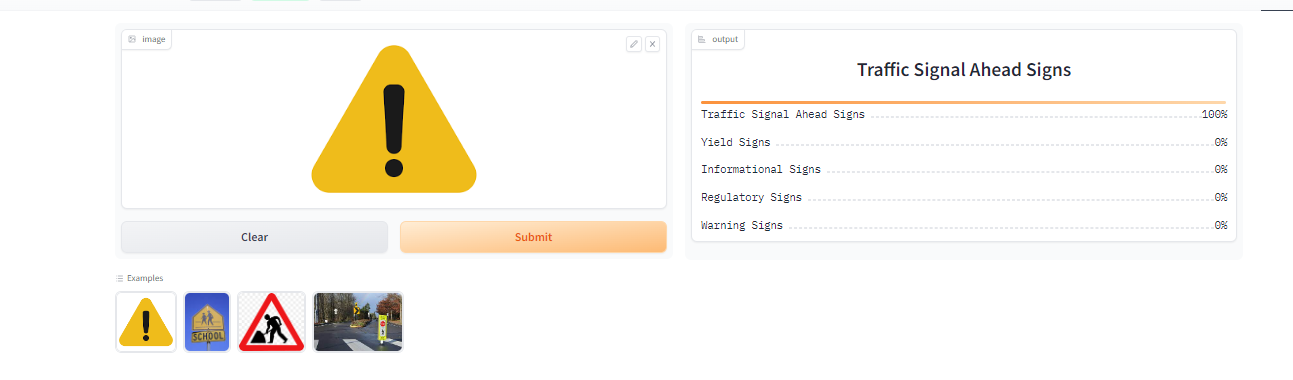 image
output
Traffic Signal Ahead Signs
Traffic Signal Ahead Signs 100%
Yield Signs 0%
Informational Signs 0%
Regulatory Signs 0%
Warning Signs 0%
Clear
Submit
Examples
SCHOOL